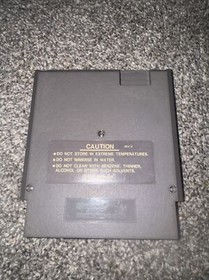 CAUTION
•DO NOT STORE IN EXTREME TEMPERATURES.
•DO NOT IMMERSE IN WATER.
•DO NOT CLEAN WITH BENZENE, THINNER,
ALCOHOL OR OTHER SUCH SOLVENTS.